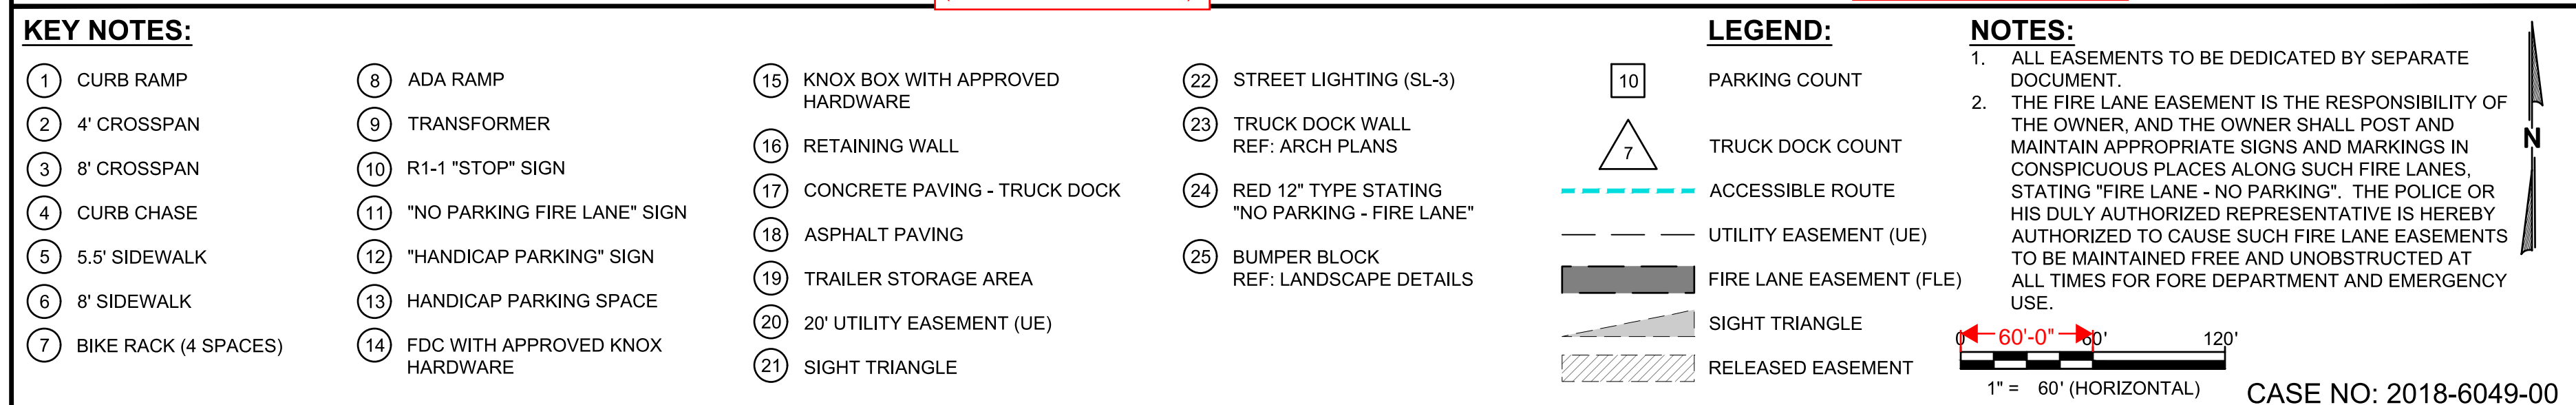 KEY NOTES:
1 CURB RAMP
2 4' CROSSPAN
3 8' CROSSPAN
4 CURB CHASE
5 5.5' SIDEWALK
6 8' SIDEWALK
7 BIKE RACK (4 SPACES)
8 ADA RAMP
9 TRANSFORMER
10 R1-1 "STOP" SIGN
11 "NO PARKING FIRE LANE" SIGN
12 "HANDICAP PARKING" SIGN
13 HANDICAP PARKING SPACE
14 FDC WITH APPROVED KNOX
HARDWARE
15 KNOX BOX WITH APPROVED
HARDWARE
16 RETAINING WALL
17 CONCRETE PAVING - TRUCK DOCK
18 ASPHALT PAVING
19 TRAILER STORAGE AREA
20 20' UTILITY EASEMENT (UE)
21 SIGHT TRIANGLE
22 STREET LIGHTING (SL-3)
23 TRUCK DOCK WALL
REF: ARCH PLANS
24 RED 12" TYPE STATING
"NO PARKING - FIRE LANE"
25 BUMPER BLOCK
REF: LANDSCAPE DETAILS
LEGEND:
10 PARKING COUNT
7 TRUCK DOCK COUNT
ACCESSIBLE ROUTE
UTILITY EASEMENT (UE)
FIRE LANE EASEMENT (FLE)
SIGHT TRIANGLE
RELEASED EASEMENT
NOTES:
1. ALL EASEMENTS TO BE DEDICATED BY SEPARATE
DOCUMENT.
2. THE FIRE LANE EASEMENT IS THE RESPONSIBILITY OF
THE OWNER, AND THE OWNER SHALL POST AND
MAINTAIN APPROPRIATE SIGNS AND MARKINGS IN
CONSPICUOUS PLACES ALONG SUCH FIRE LANES,
STATING "FIRE LANE - NO PARKING". THE POLICE OR
HIS DULY AUTHORIZED REPRESENTATIVE IS HEREBY
AUTHORIZED TO CAUSE SUCH FIRE LANE EASEMENTS
TO BE MAINTAINED FREE AND UNOBSTRUCTED AT
ALL TIMES FOR FORE DEPARTMENT AND EMERGENCY
USE.
N
0 60'-0" 60' 120'
1" = 60' (HORIZONTAL)
CASE NO: 2018-6049-00